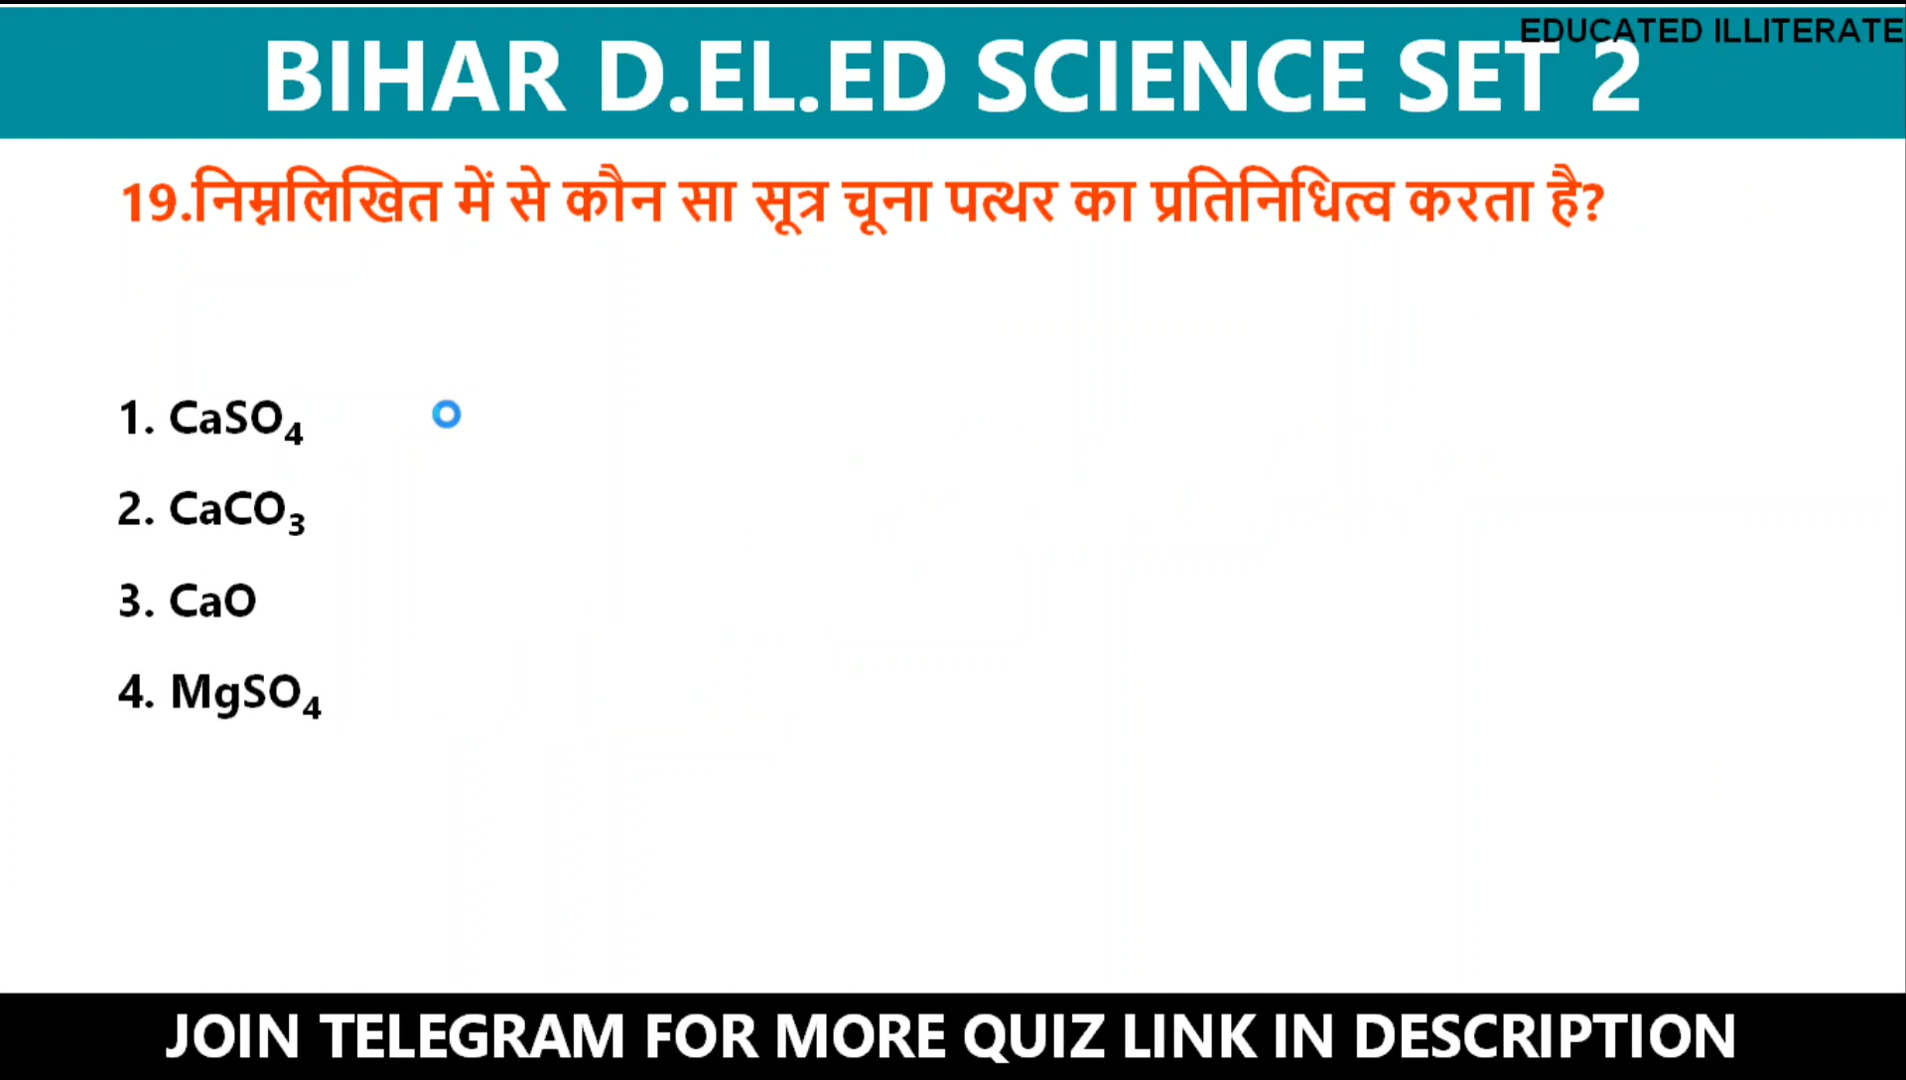 EDUCATED ILLITERATE
BIHAR D.EL.ED SCIENCE SET 2
19.निम्नलिखित में से कौन सा सूत्र चूना पत्थर का प्रतिनिधित्व करता है?
1. CaSO₄
2. CaCO₃
3. CaO
4. MgSO₄
JOIN TELEGRAM FOR MORE QUIZ LINK IN DESCRIPTION